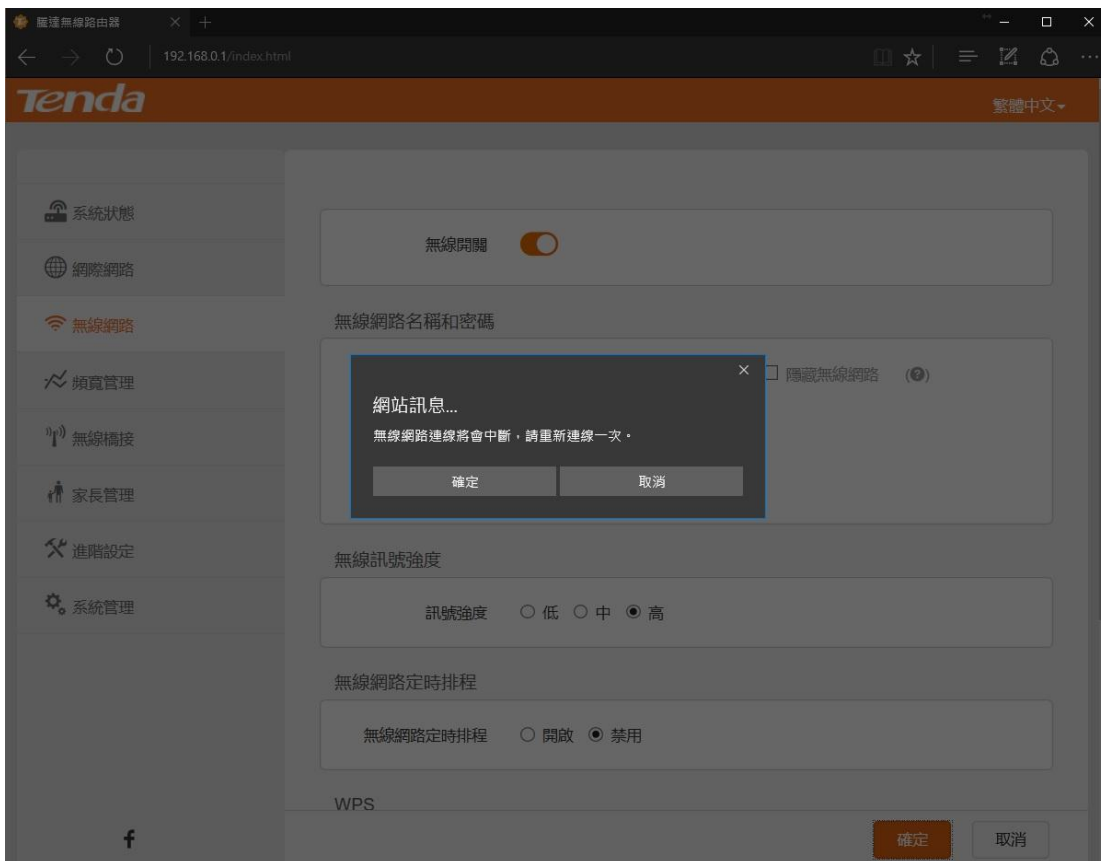 騰達無線路由器
192.168.0.1/index.html
Tenda
繁體中文
系統狀態
網際網路
無線網路
頻寬管理
無線橋接
家長管理
進階設定
系統管理
無線開關
無線網路名稱和密碼
隱藏無線網路 (?)
網站訊息...
無線網路連線將會中斷，請重新連線一次。
確定 取消
無線訊號強度
訊號強度 低 中 高
無線網路定時排程
無線網路定時排程 開啟 禁用
WPS
確定 取消